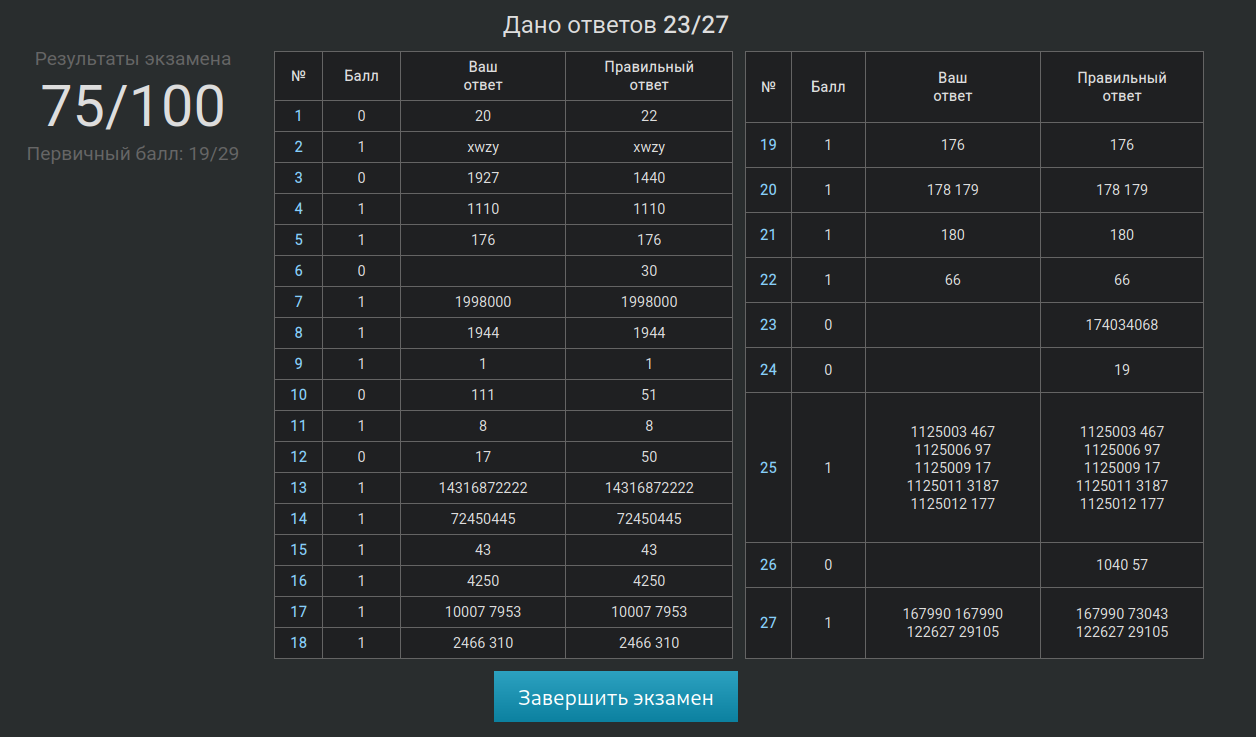 Дано ответов 23/27
Результаты экзамена
75/100
Первичный балл: 19/29
№ Балл Ваш ответ Правильный ответ
1 0 20 22
2 1 xwzy xwzy
3 0 1927 1440
4 1 1110 1110
5 1 176 176
6 0 30
7 1 1998000 1998000
8 1 1944 1944
9 1 1 1
10 0 111 51
11 1 8 8
12 0 17 50
13 1 14316872222 14316872222
14 1 72450445 72450445
15 1 43 43
16 1 4250 4250
17 1 10007 7953 10007 7953
18 1 2466 310 2466 310
№ Балл Ваш ответ Правильный ответ
19 1 176 176
20 1 178 179 178 179
21 1 180 180
22 1 66 66
23 0 174034068
24 0 19
1125003 467 1125003 467
1125006 97 1125006 97
25 1 1125009 17 1125009 17
1125011 3187 1125011 3187
1125012 177 1125012 177
26 0 1040 57
27 1 167990 167990 167990 73043
122627 29105 122627 29105
Завершить экзамен